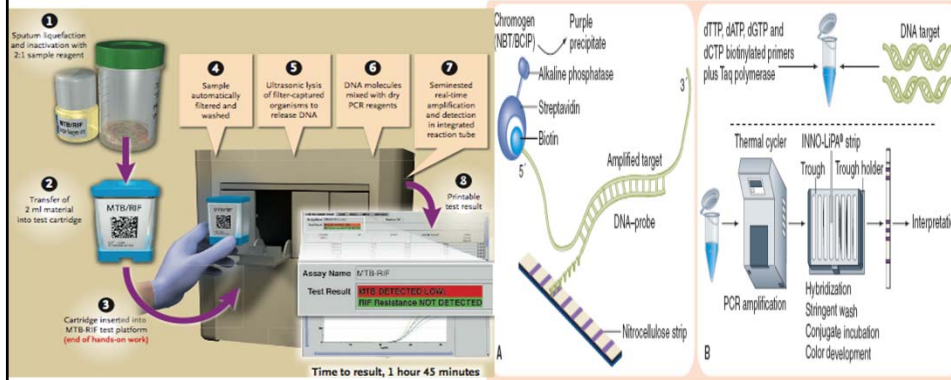 1
Sputum liquefaction
and inactivation with
2:1 sample reagent
MTB/RIF
2
Transfer of
2 ml material
into test cartridge
MTB/RIF
3
Cartridge inserted into
MTB-RIF test platform
(end of hands-on work)
4
Sample
automatically
filtered and
washed
5
Ultrasonic lysis
of filter-captured
organisms to
release DNA
6
DNA molecules
mixed with dry
PCR reagents
7
Seminested
real-time
amplification
and detection
in integrated
reaction tube
8
Printable
test result
Assay Name MTB-RIF
Test Result MTB DETECTED LOW;
RIF Resistance NOT DETECTED
Time to result, 1 hour 45 minutes
Chromogen
(NBT/BCIP)
Purple
precipitate
Alkaline phosphatase
Streptavidin
Biotin
5´
3´
Amplified target
DNA–probe
Nitrocellulose strip
A
dTTP, dATP, dGTP and
dCTP biotinylated primers
plus Taq polymerase
DNA target
Thermal cycler
INNO-LiPA® strip
Trough
Trough holder
Interpretatio
PCR amplification
Hybridization
Stringent wash
Conjugate incubation
Color development
B